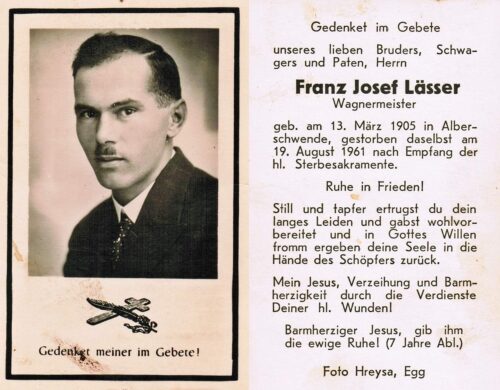 Gedenket meiner im Gebete!
Gedenket im Gebete
unseres lieben Bruders, Schwa-
gers und Paten, Herrn
Franz Josef Lässer
Wagnermeister
geb. am 13. März 1905 in Alber-
schwende, gestorben daselbst am
19. August 1961 nach Empfang der
hl. Sterbesakramente.
Ruhe in Frieden!
Still und tapfer ertrugst du dein
langes Leiden und gabst wohlvor-
bereitet und in Gottes Willen
fromm ergeben deine Seele in die
Hände des Schöpfers zurück.
Mein Jesus, Verzeihung und Barm-
herzigkeit durch die Verdienste
Deiner hl. Wunden!
Barmherziger Jesus, gib ihm
die ewige Ruhe! (7 Jahre Abl.)
Foto Hreysa, Egg